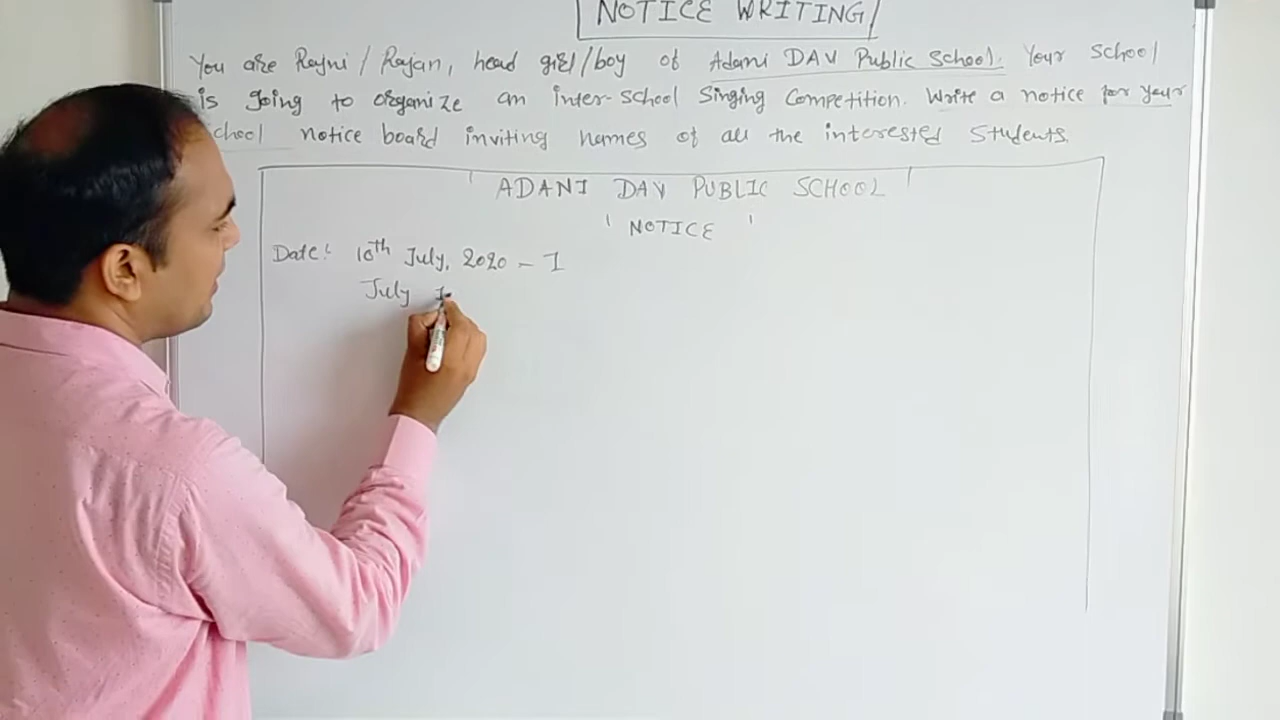 NOTICE WRITING
You are Rajni / Rajan, head girl/boy of Adani DAV Public School. Your School
is going to organize an inter-school Singing Competition. Write a notice for your
chool notice board inviting names of all the interested Students.
ADANI DAV PUBLIC SCHOOL
' NOTICE '
Date: 10th July, 2020 - I
July 1